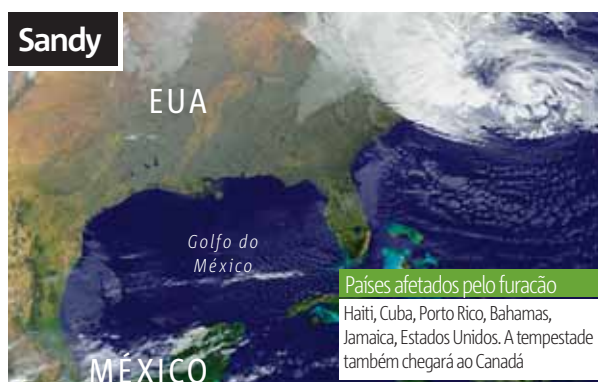 Sandy
EUA
Golfo do
México
MÉXICO
Países afetados pelo furacão
Haiti, Cuba, Porto Rico, Bahamas,
Jamaica, Estados Unidos. A tempestade
também chegará ao Canadá